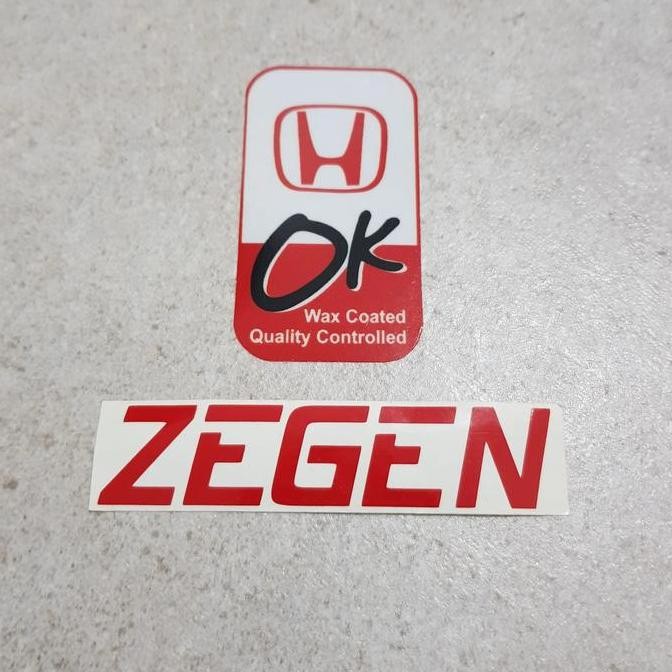 OK
Wax Coated
Quality Controlled
ZEGEN